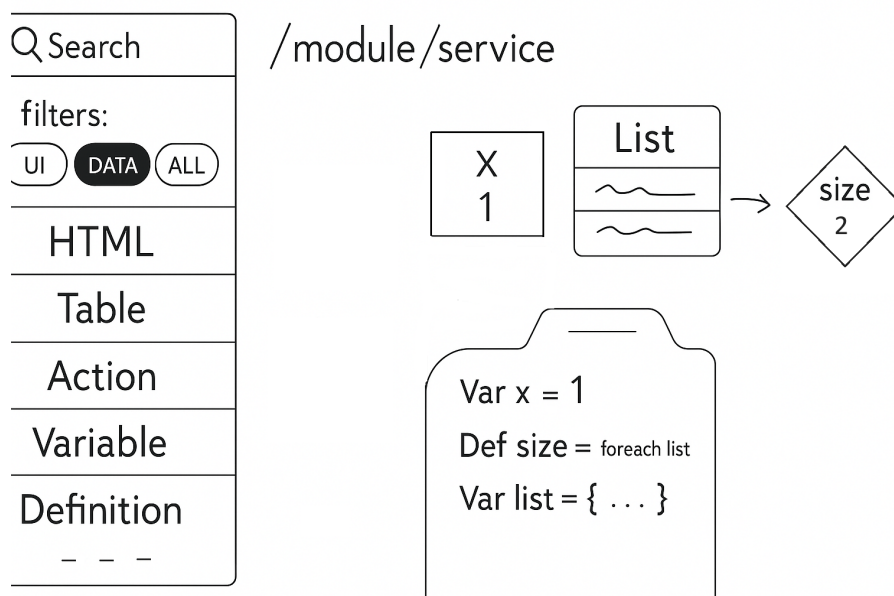 Search
filters:
UI DATA ALL
HTML
Table
Action
Variable
Definition
_ _ _
/module/service
X
1
List
size
2
Var x = 1
Def size = foreach list
Var list = { ... }